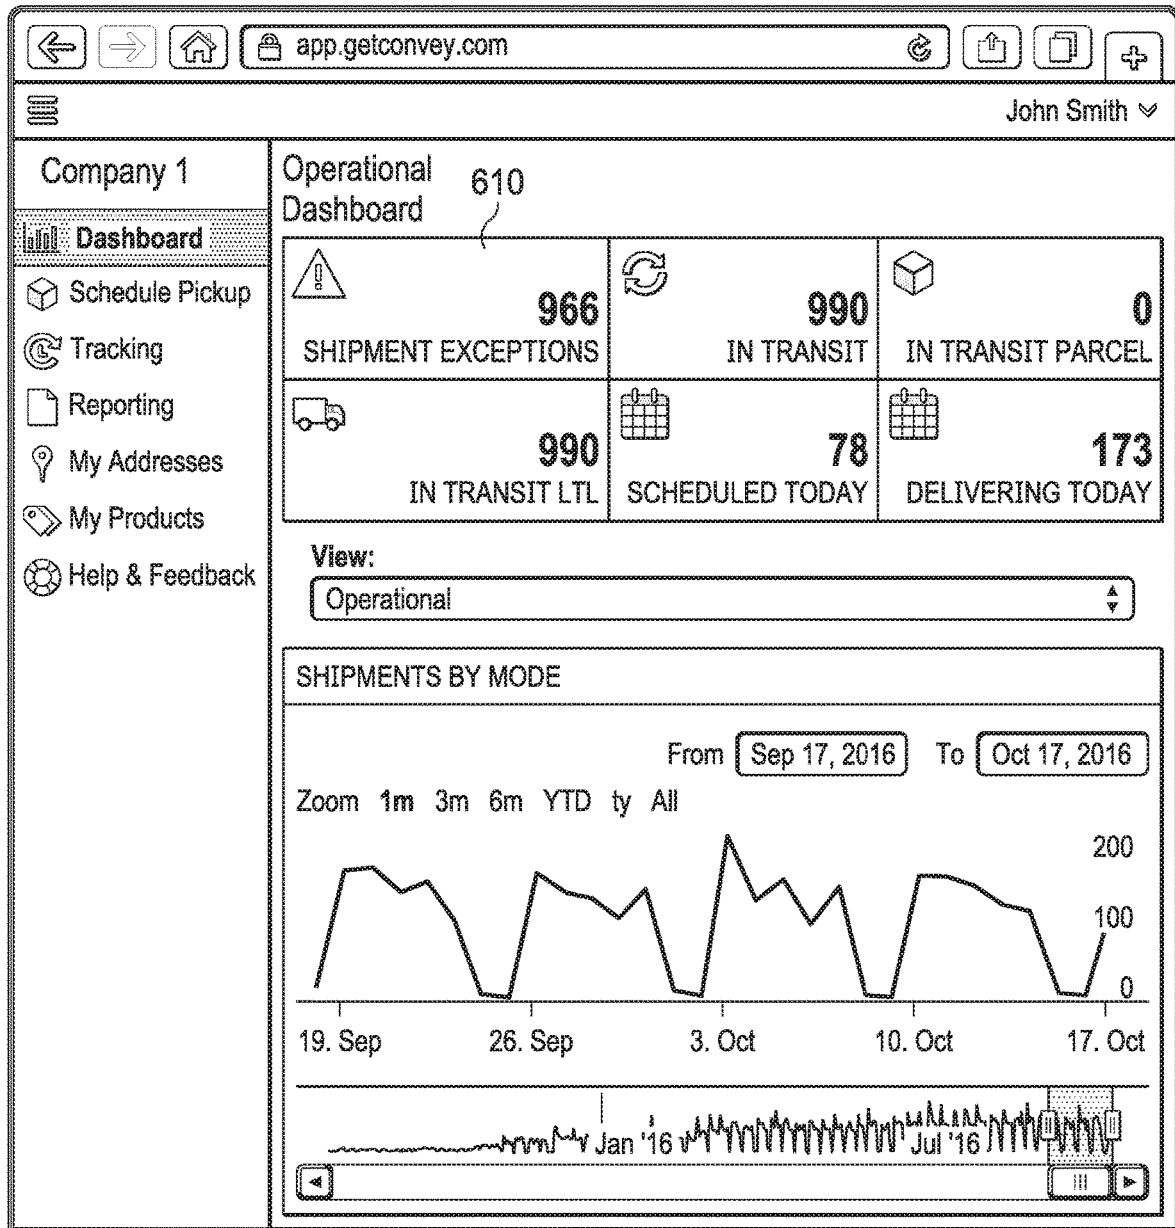 app.getconvey.com
John Smith
Company 1
Dashboard
Schedule Pickup
Tracking
Reporting
My Addresses
My Products
Help & Feedback
Operational
Dashboard
610
966
SHIPMENT EXCEPTIONS
990
IN TRANSIT
0
IN TRANSIT PARCEL
990
IN TRANSIT LTL
78
SCHEDULED TODAY
173
DELIVERING TODAY
View:
Operational
SHIPMENTS BY MODE
From Sep 17, 2016 To Oct 17, 2016
Zoom 1m 3m 6m YTD ty All
200
100
0
19. Sep 26. Sep 3. Oct 10. Oct 17. Oct
Jan '16 Jul '16